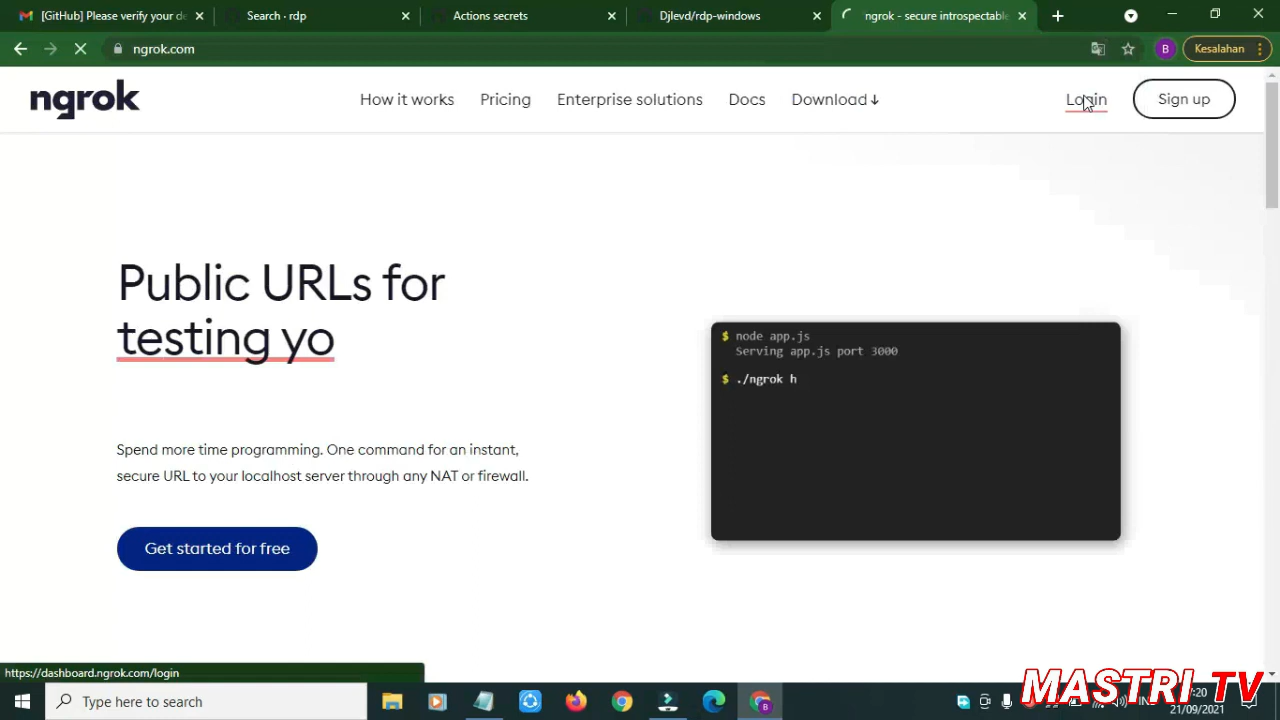 [GitHub] Please verify your de
Search · rdp
Actions secrets
Djlevd/rdp-windows
ngrok - secure introspectable
ngrok.com
B
Kesalahan
ngrok
How it works
Pricing
Enterprise solutions
Docs
Download
Login
Sign up
Public URLs for
testing yo
Spend more time programming. One command for an instant,
secure URL to your localhost server through any NAT or firewall.
Get started for free
$ node app.js
Serving app.js port 3000
$ ./ngrok h
https://dashboard.ngrok.com/login
Type here to search
MASTRI TV
21/09/2021